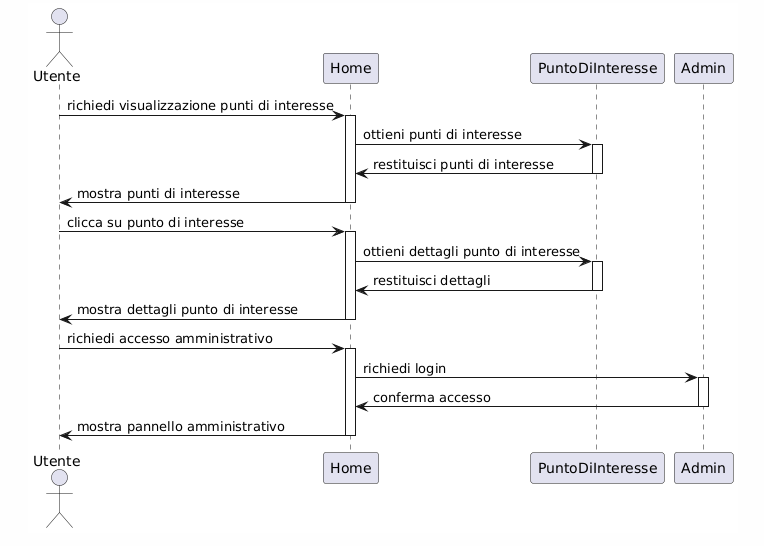 Utente
Home
PuntoDiInteresse
Admin
richiedi visualizzazione punti di interesse
ottieni punti di interesse
restituisci punti di interesse
mostra punti di interesse
clicca su punto di interesse
ottieni dettagli punto di interesse
restituisci dettagli
mostra dettagli punto di interesse
richiedi accesso amministrativo
richiedi login
conferma accesso
mostra pannello amministrativo
Utente
Home
PuntoDiInteresse
Admin